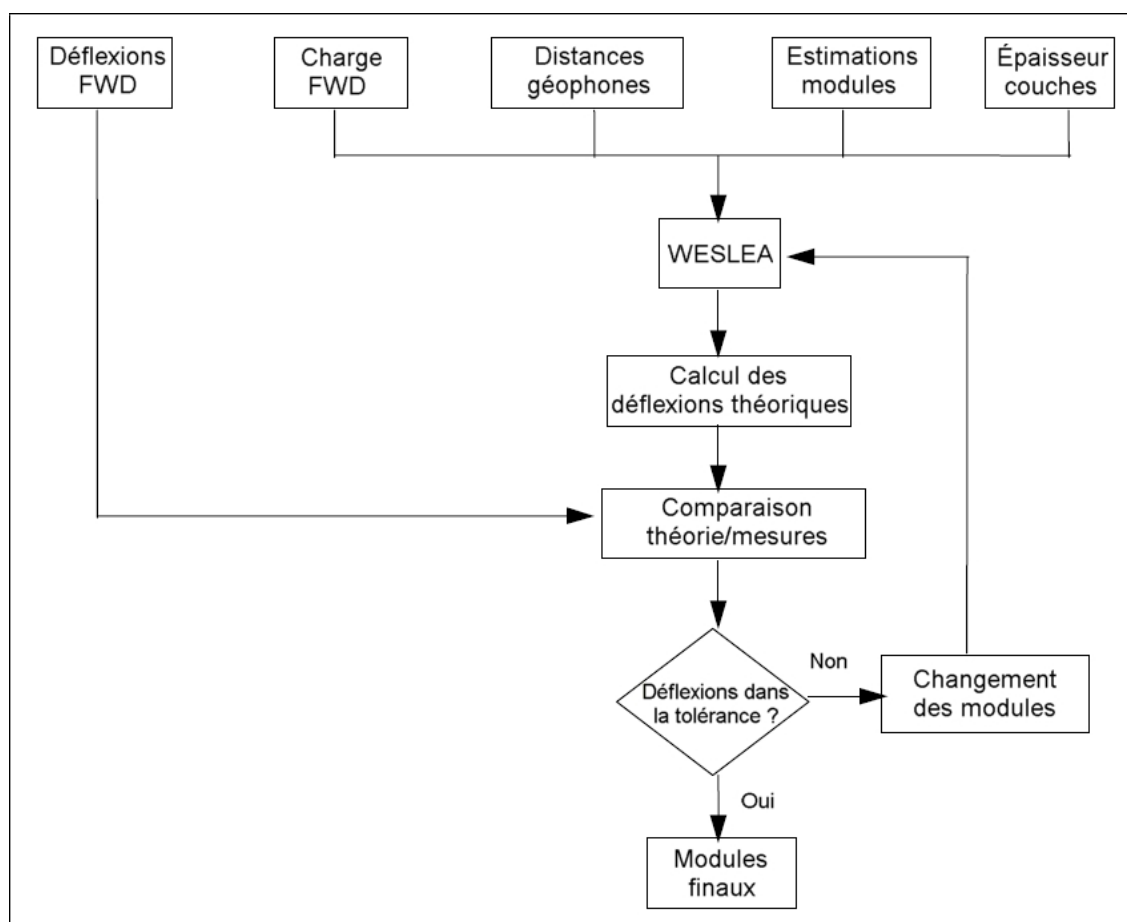 Déflexions
FWD
Charge
FWD
Distances
géophones
Estimations
modules
Épaisseur
couches
WESLEA
Calcul des
déflexions théoriques
Comparaison
théorie/mesures
Déflexions dans
la tolérance ?
Non
Changement
des modules
Oui
Modules
finaux